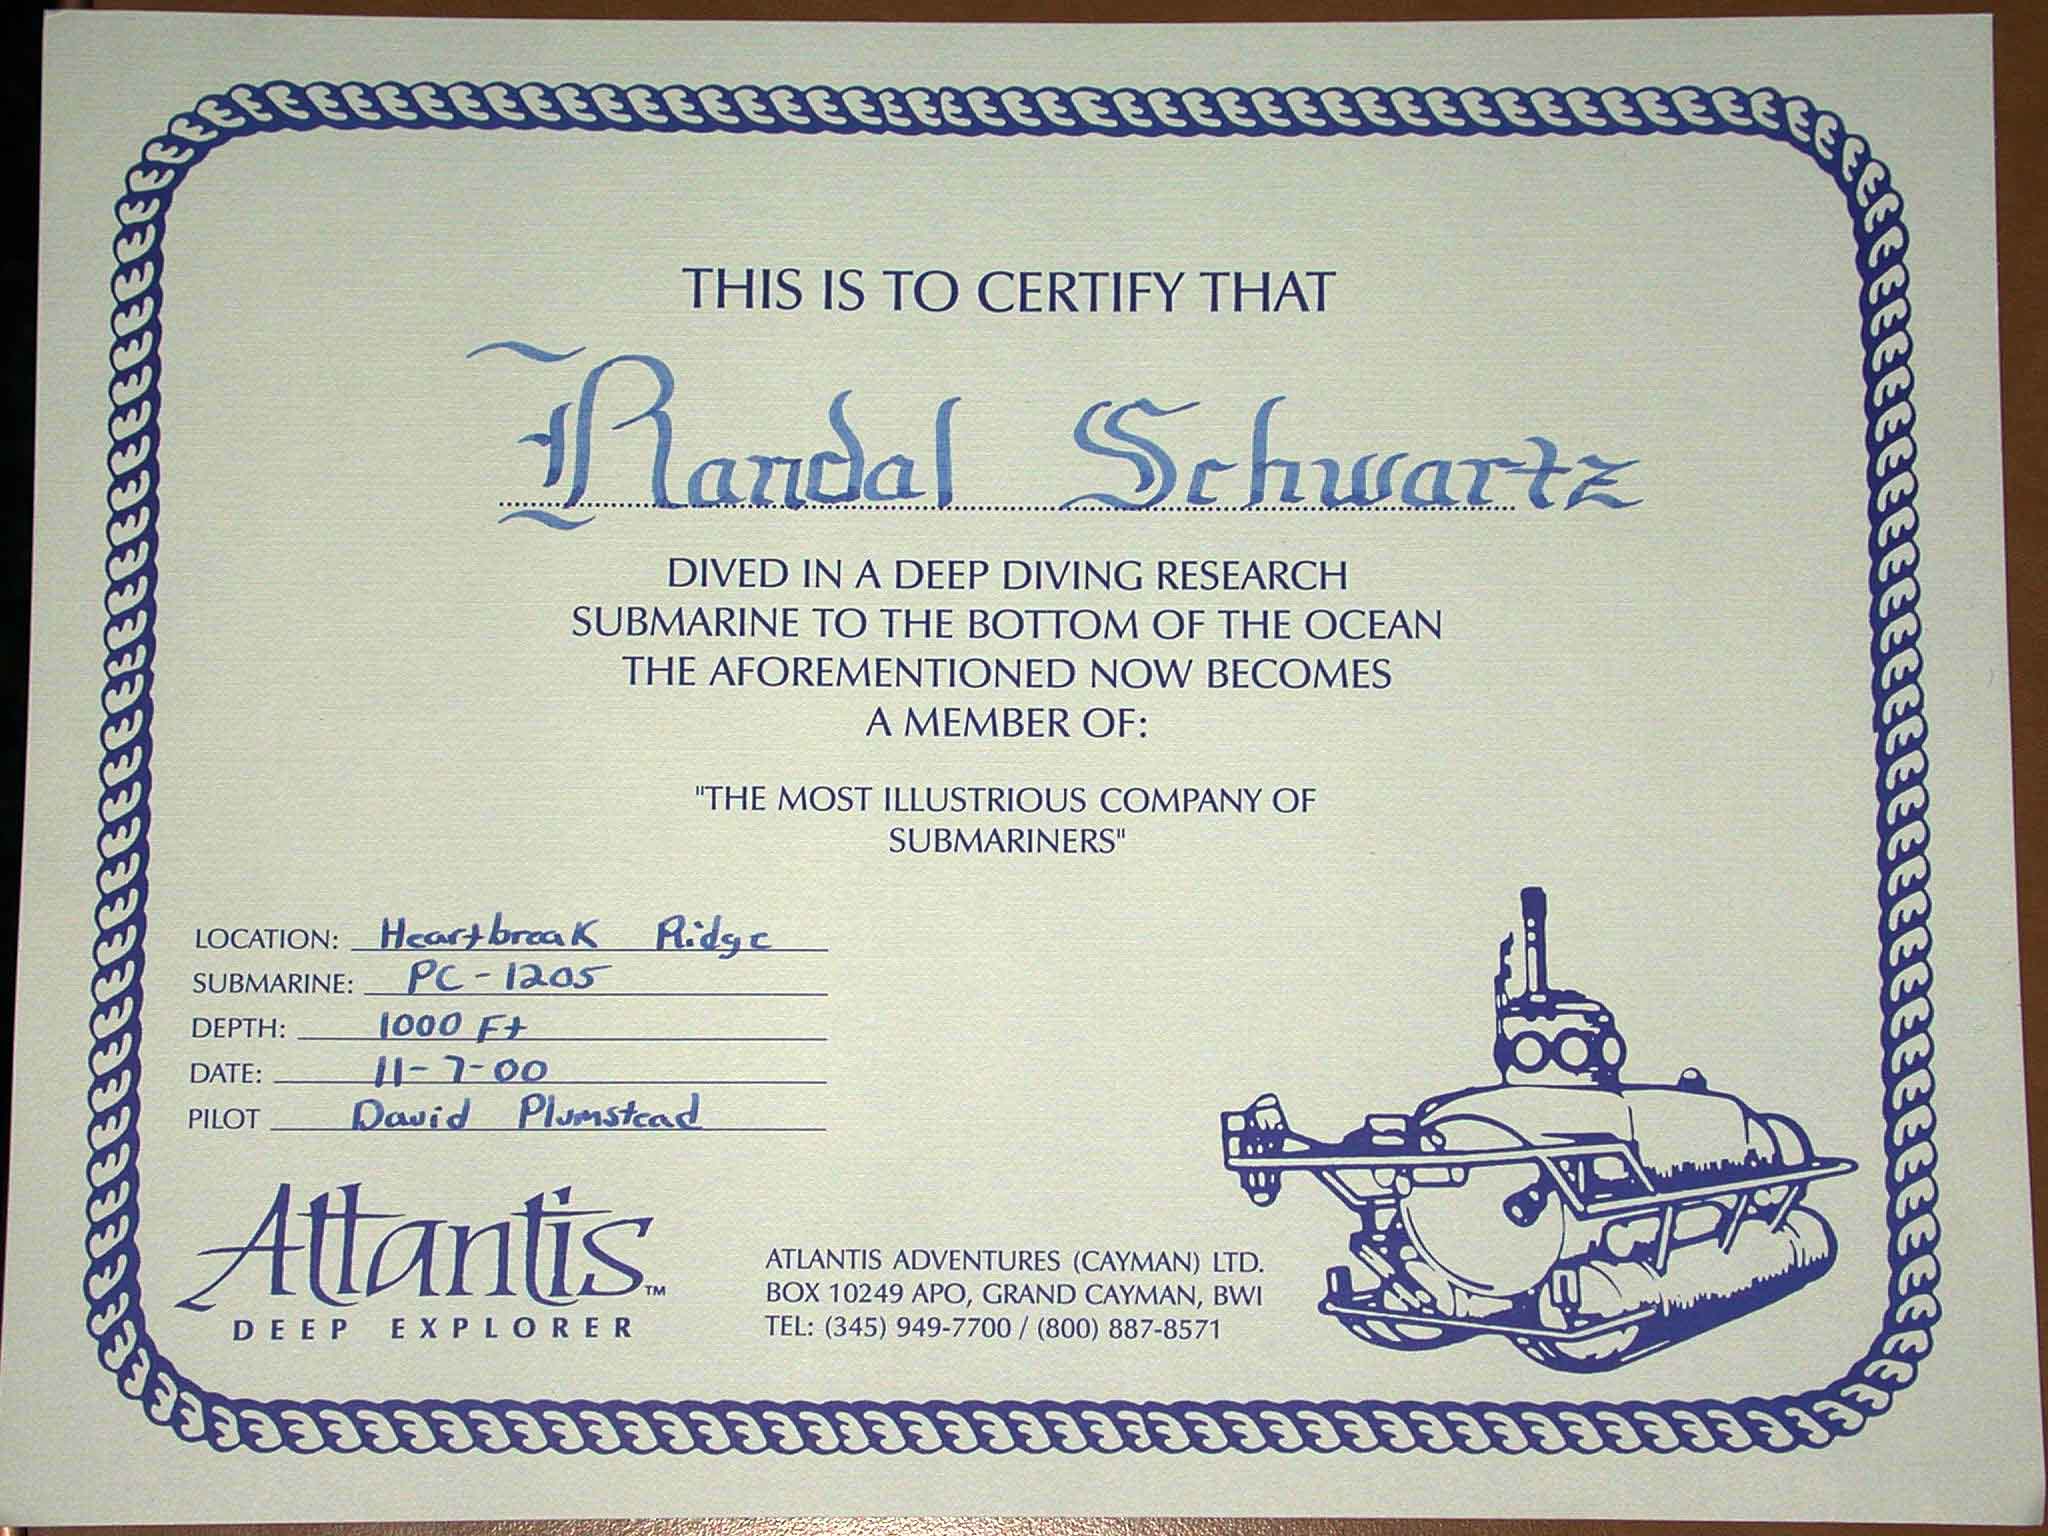 THIS IS TO CERTIFY THAT
Randal Schwartz
DIVED IN A DEEP DIVING RESEARCH
SUBMARINE TO THE BOTTOM OF THE OCEAN
THE AFOREMENTIONED NOW BECOMES
A MEMBER OF:
"THE MOST ILLUSTRIOUS COMPANY OF
SUBMARINERS"
LOCATION: Heartbreak Ridge
SUBMARINE: PC-1205
DEPTH: 1000 Ft
DATE: 11-7-00
PILOT David Plumstead
Atlantis™
DEEP EXPLORER
ATLANTIS ADVENTURES (CAYMAN) LTD.
BOX 10249 APO, GRAND CAYMAN, BWI
TEL: (345) 949-7700 / (800) 887-8571